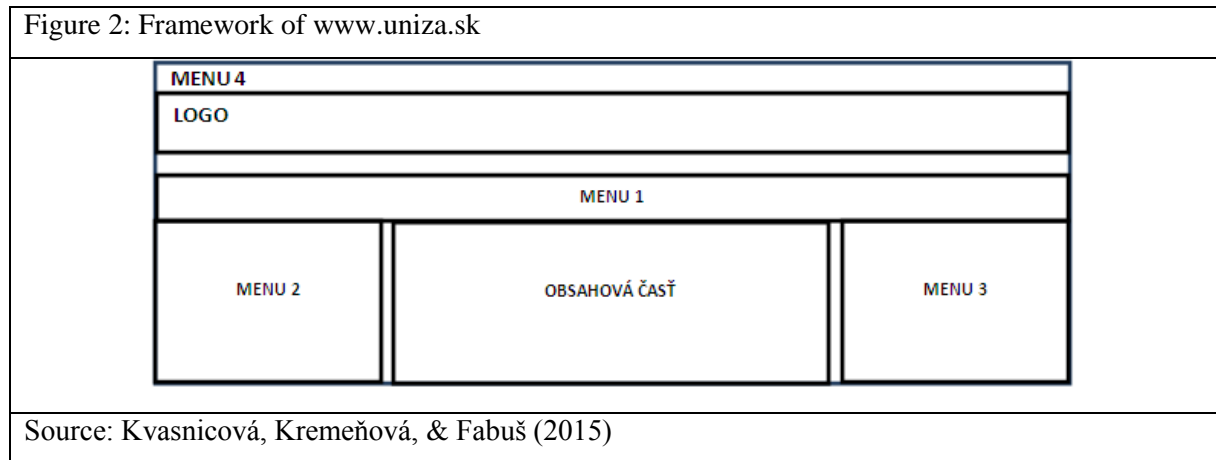 Figure 2: Framework of www.uniza.sk
MENU 4
LOGO
MENU 1
MENU 2
OBSAHOVÁ ČASŤ
MENU 3
Source: Kvasnicová, Kremeňová, & Fabuš (2015)